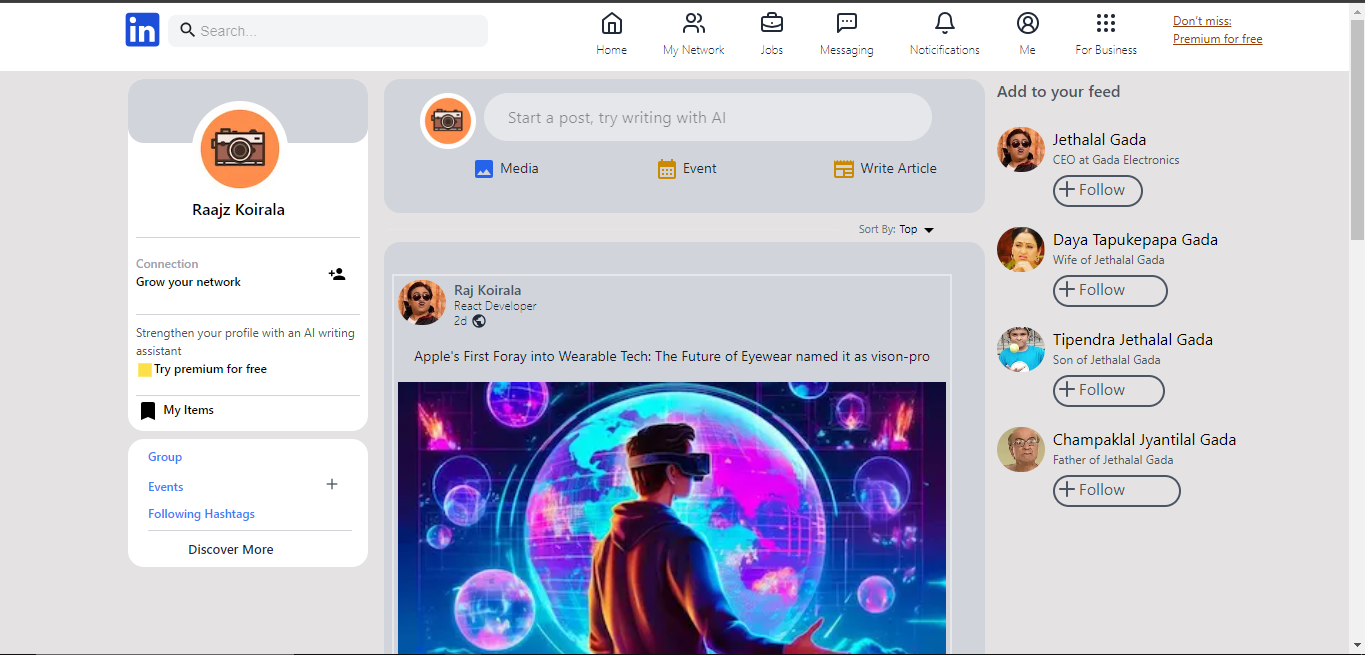 in
Search...
Home
My Network
Jobs
Messaging
Noticifications
Me
For Business
Don't miss:
Premium for free
Raajz Koirala
Connection
Grow your network
Strengthen your profile with an AI writing
assistant
Try premium for free
My Items
Group
Events
Following Hashtags
Discover More
Start a post, try writing with AI
Media
Event
Write Article
Sort By: Top
Raj Koirala
React Developer
2d
Apple's First Foray into Wearable Tech: The Future of Eyewear named it as vison-pro
Add to your feed
Jethalal Gada
CEO at Gada Electronics
Follow
Daya Tapukepapa Gada
Wife of Jethalal Gada
Follow
Tipendra Jethalal Gada
Son of Jethalal Gada
Follow
Champaklal Jyantilal Gada
Father of Jethalal Gada
Follow